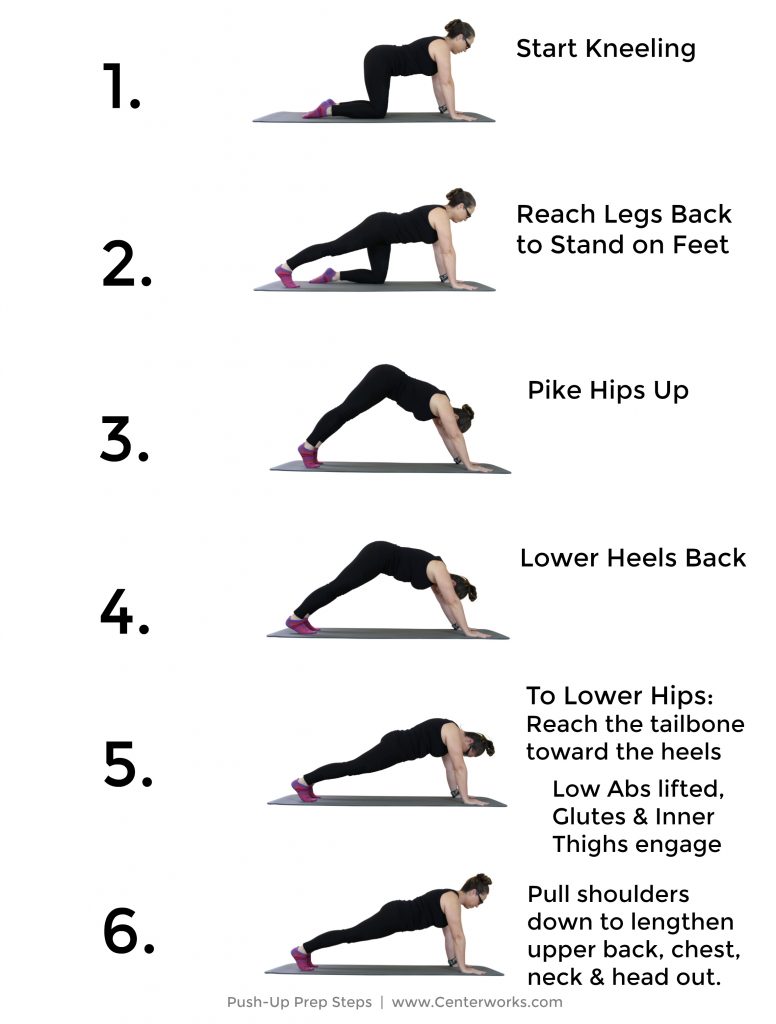 1.
Start Kneeling
2.
Reach Legs Back
to Stand on Feet
3.
Pike Hips Up
4.
Lower Heels Back
5.
To Lower Hips:
Reach the tailbone
toward the heels
Low Abs lifted,
Glutes & Inner
Thighs engage
6.
Pull shoulders
down to lengthen
upper back, chest,
neck & head out.
Push-Up Prep Steps | www.Centerworks.com